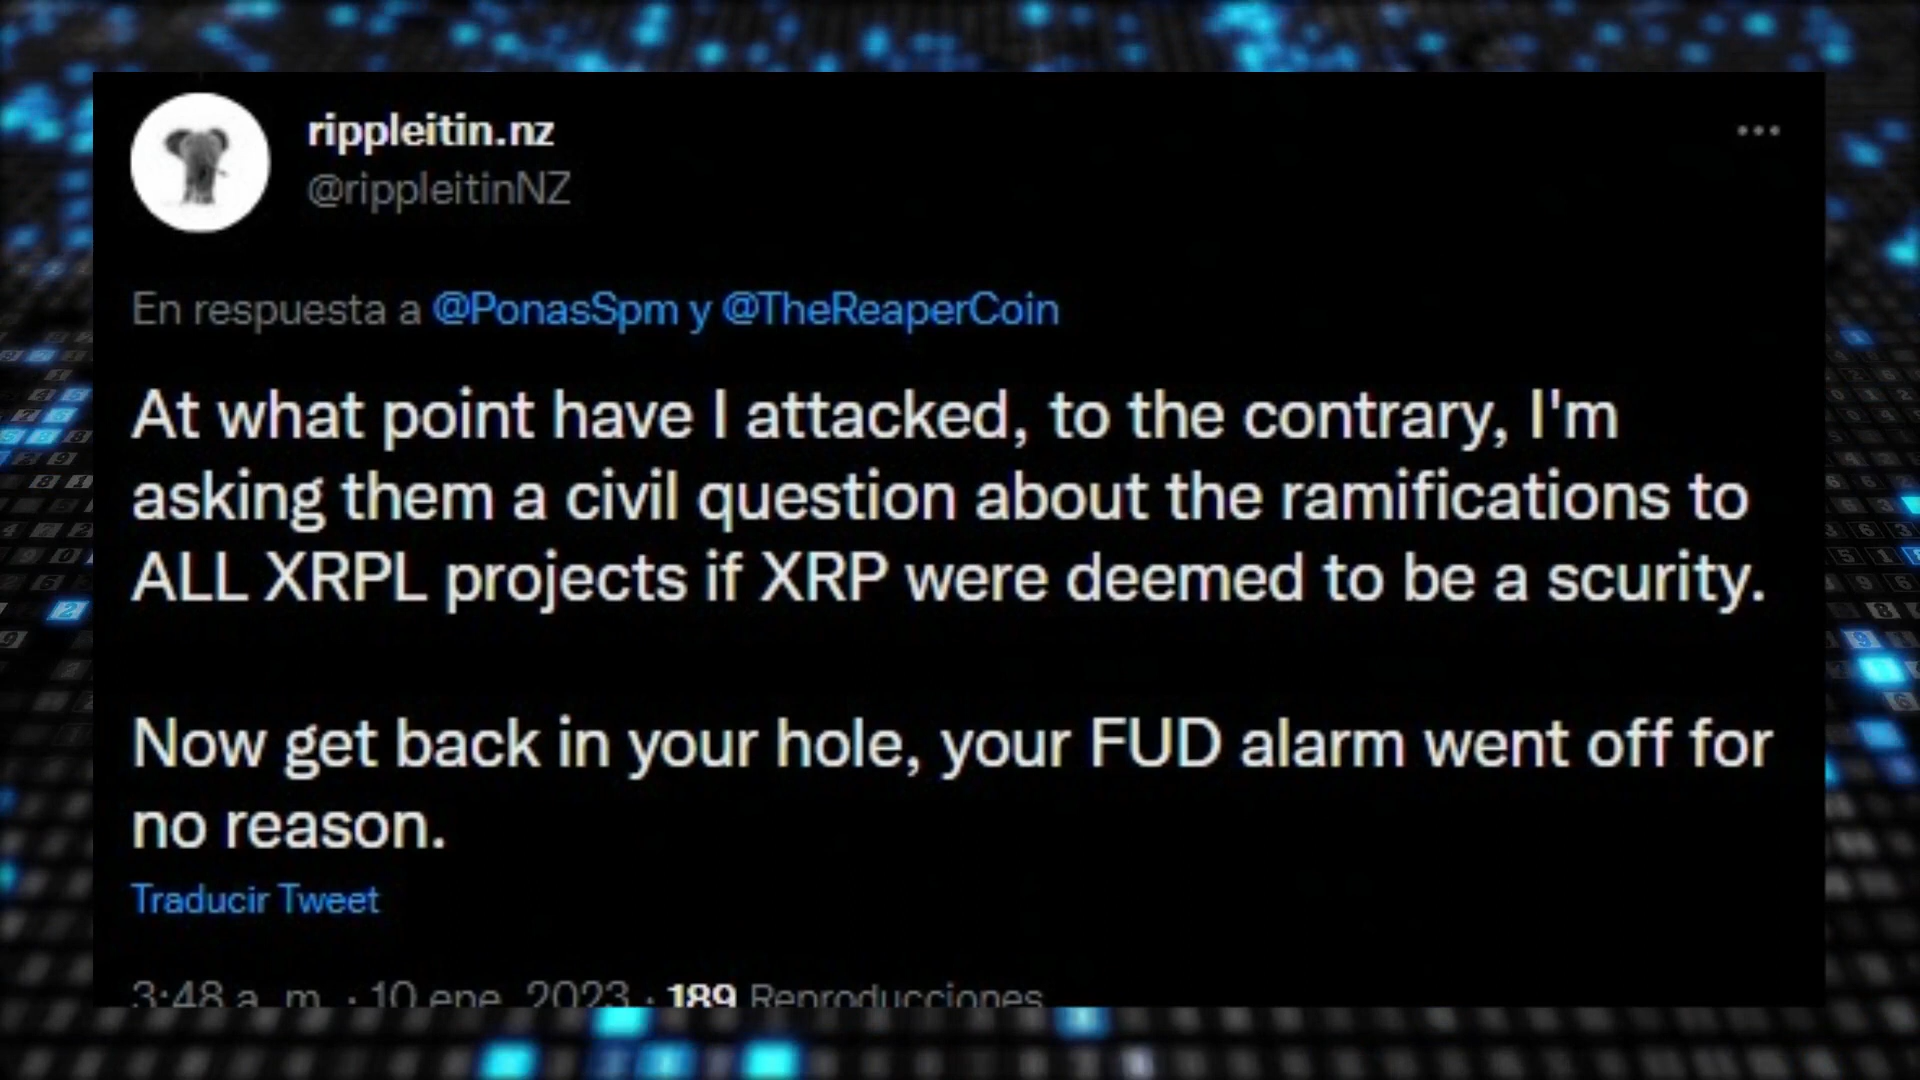 rippleitin.nz
@rippleitinNZ
En respuesta a @PonasSpm y @TheReaperCoin
At what point have I attacked, to the contrary, I'm
asking them a civil question about the ramifications to
ALL XRPL projects if XRP were deemed to be a scurity.
Now get back in your hole, your FUD alarm went off for
no reason.
Traducir Tweet
3:48 a. m. · 10 ene. 2023 · 189 Reproducciones